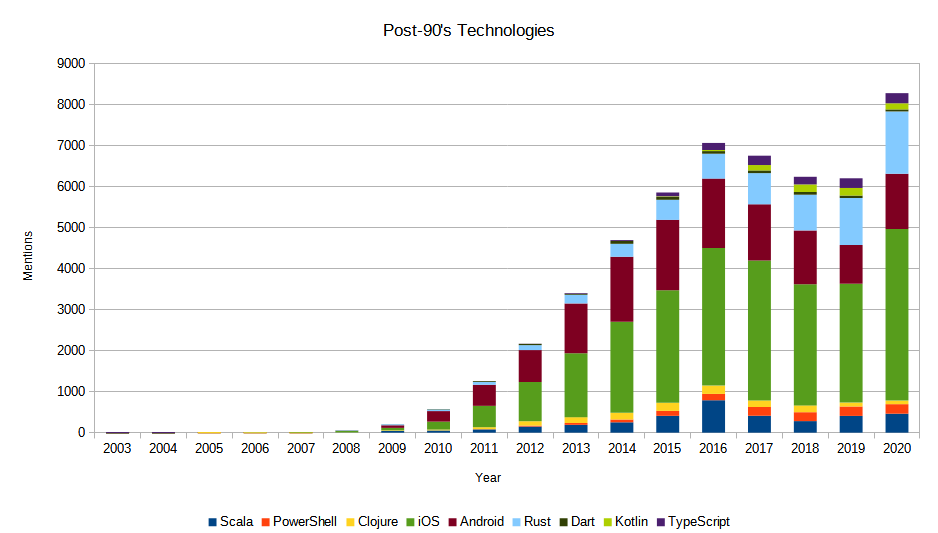 Post-90's Technologies
9000
8000
7000
6000
5000
4000
3000
2000
1000
0
Mentions
2003 2004 2005 2006 2007 2008 2009 2010 2011 2012 2013 2014 2015 2016 2017 2018 2019 2020
Year
Scala PowerShell Clojure iOS Android Rust Dart Kotlin TypeScript